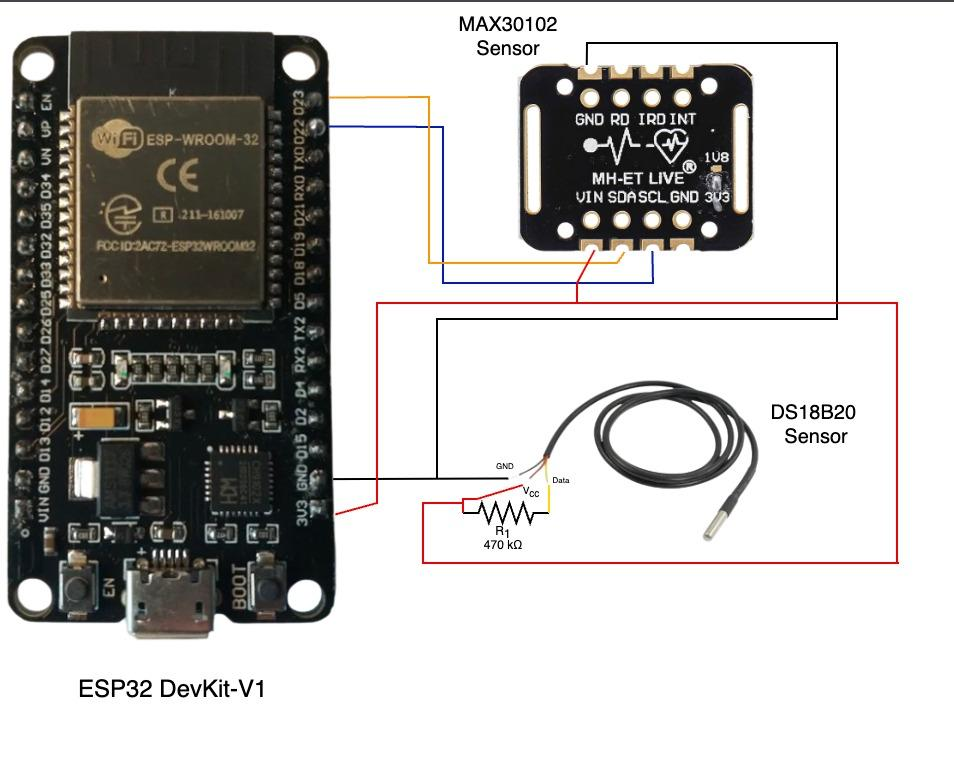 MAX30102
Sensor
EN
VP
VN
D34
D35
D32
D33
D25
D26
D27
D14
D12
D13
GND
VIN
WiFi ESP-WROOM-32
CE
R 211-161007
FCC ID:2AC7Z-ESP32WROOM32
D23
D22
TXD
RXD
D21
D19
D18
D5
TX2
RX2
D4
D2
D15
GND
3V3
EN
BOOT
GND RD IRD INT
1V8
®
MH-ET LIVE
VIN SDA SCL GND 3V3
DS18B20
Sensor
GND
Data
Vcc
R1
470 kΩ
ESP32 DevKit-V1